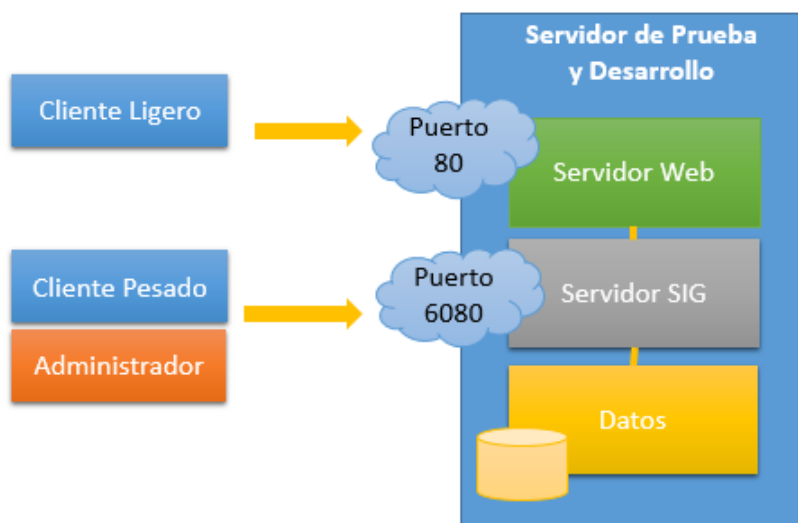 Servidor de Prueba
y Desarrollo
Cliente Ligero
Puerto
80
Servidor Web
Cliente Pesado
Puerto
6080
Servidor SIG
Administrador
Datos